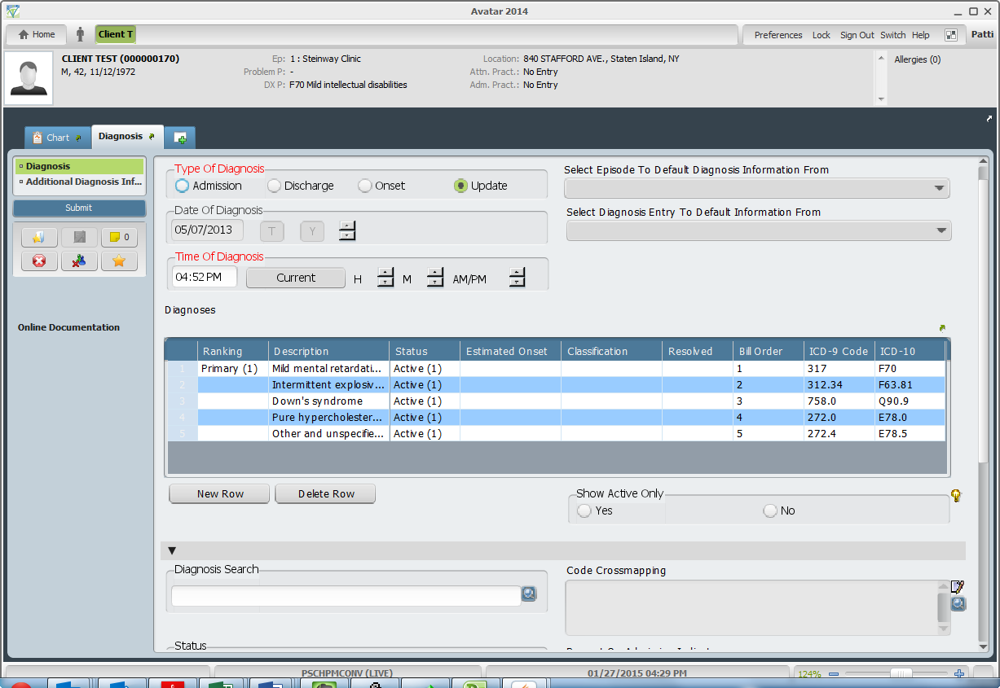 Avatar 2014
Home Client T Preferences Lock Sign Out Switch Help Patti
CLIENT TEST (000000170)
M, 42, 11/12/1972
Ep: 1 : Steinway Clinic
Problem P: -
DX P: F70 Mild intellectual disabilities
Location: 840 STAFFORD AVE., Staten Island, NY
Attn. Pract.: No Entry
Adm. Pract.: No Entry
Allergies (0)
Chart Diagnosis
Diagnosis
Additional Diagnosis Inf...
Submit
0
Online Documentation
Type Of Diagnosis
Admission Discharge Onset Update
Select Episode To Default Diagnosis Information From
Date Of Diagnosis
05/07/2013 T Y
Select Diagnosis Entry To Default Information From
Time Of Diagnosis
04:52 PM Current H M AM/PM
Diagnoses
Ranking Description Status Estimated Onset Classification Resolved Bill Order ICD-9 Code ICD-10
1 Primary (1) Mild mental retardati... Active (1) 1 317 F70
2 Intermittent explosiv... Active (1) 2 312.34 F63.81
3 Down's syndrome Active (1) 3 758.0 Q90.9
4 Pure hypercholester... Active (1) 4 272.0 E78.0
5 Other and unspecifie... Active (1) 5 272.4 E78.5
New Row Delete Row
Show Active Only
Yes No
Diagnosis Search
Code Crossmapping
Status
PSCHPMCONV (LIVE) 01/27/2015 04:29 PM 124%